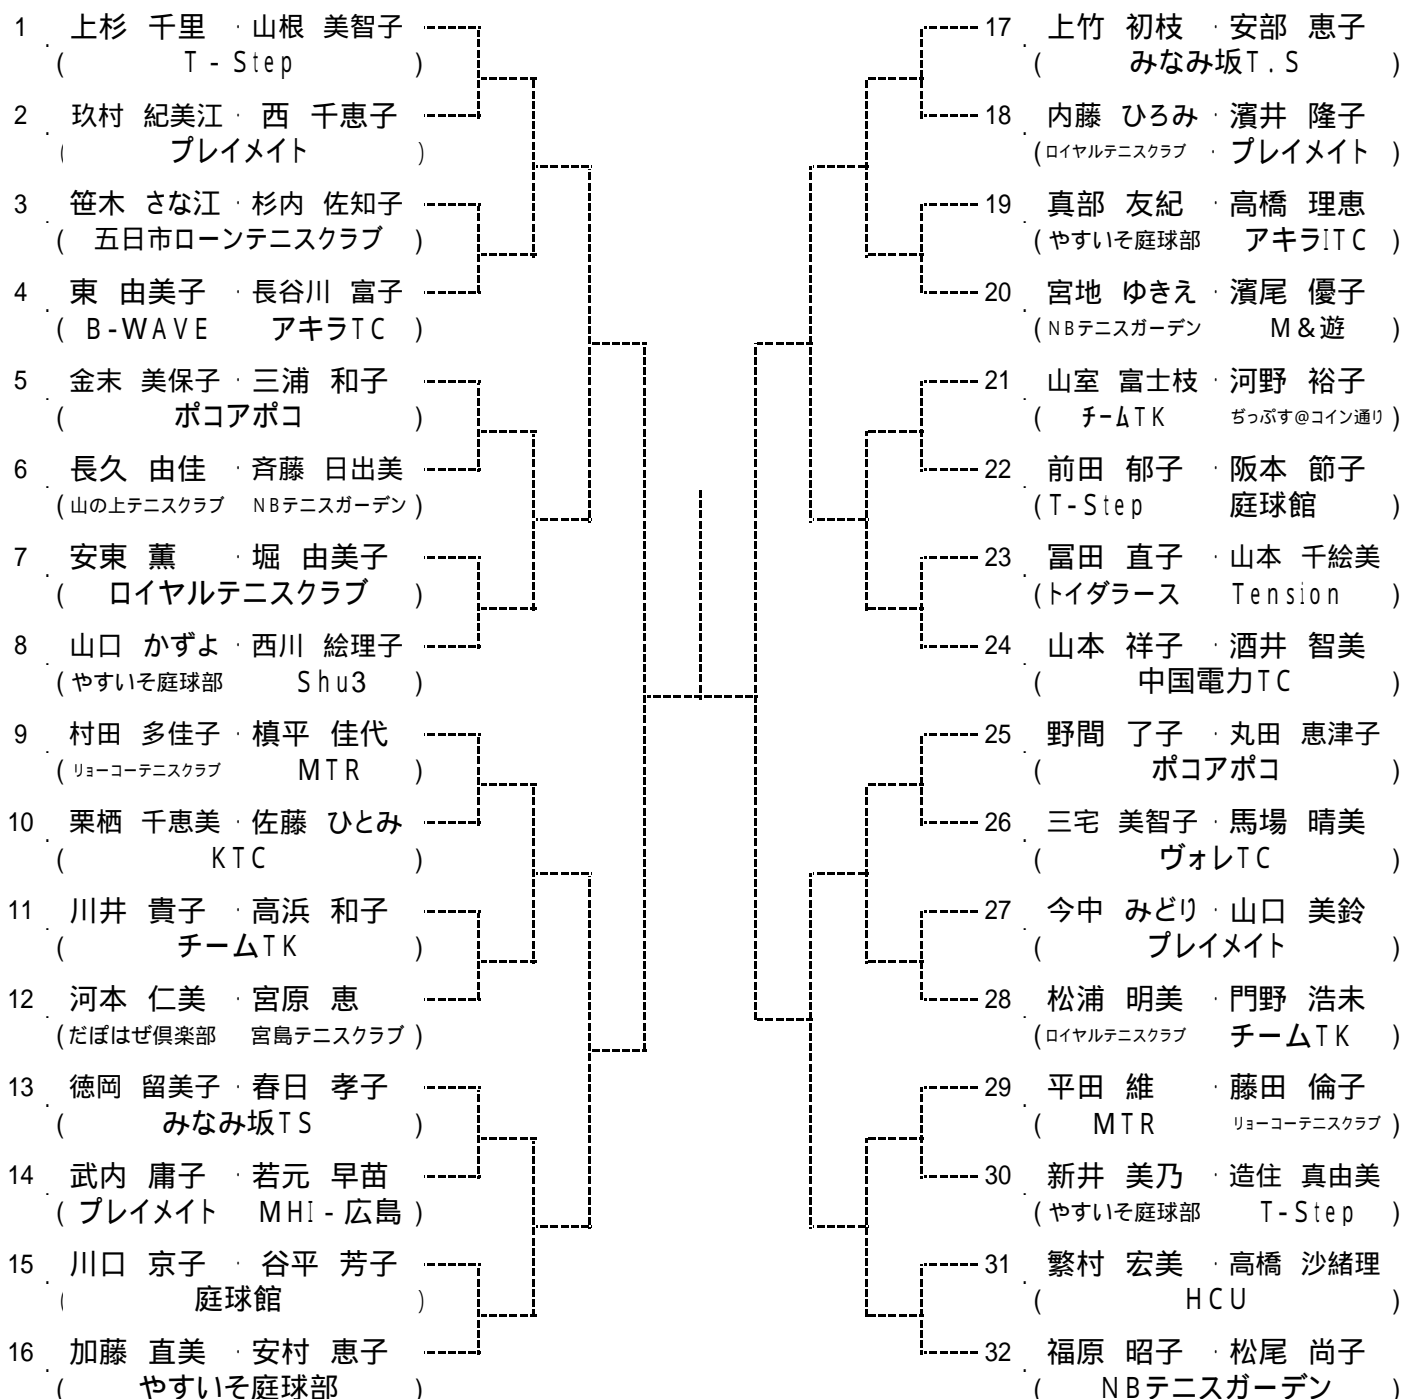 1 上杉 千里 ・ 山根 美智子
( T - Step )
2 玖村 紀美江 ・ 西 千恵子
( プレイメイト )
3 笹木 さな江 ・ 杉内 佐知子
( 五日市ローンテニスクラブ )
4 東 由美子 ・ 長谷川 富子
( B-WAVE アキラTC )
5 金末 美保子 ・ 三浦 和子
( ポコアポコ )
6 長久 由佳 ・ 斉藤 日出美
( 山の上テニスクラブ NBテニスガーデン )
7 安東 薫 ・ 堀 由美子
( ロイヤルテニスクラブ )
8 山口 かずよ ・ 西川 絵理子
( やすいそ庭球部 Shu3 )
9 村田 多佳子 ・ 槙平 佳代
( リョーコーテニスクラブ MTR )
10 栗栖 千恵美 ・ 佐藤 ひとみ
( KTC )
11 川井 貴子 ・ 高浜 和子
( チームTK )
12 河本 仁美 ・ 宮原 恵
( だぼはぜ倶楽部 宮島テニスクラブ )
13 徳岡 留美子 ・ 春日 孝子
( みなみ坂TS )
14 武内 庸子 ・ 若元 早苗
( プレイメイト MHI - 広島 )
15 川口 京子 ・ 谷平 芳子
( 庭球館 )
16 加藤 直美 ・ 安村 恵子
( やすいそ庭球部 )
17 上竹 初枝 ・ 安部 恵子
( みなみ坂T.S )
18 内藤 ひろみ ・ 濱井 隆子
( ロイヤルテニスクラブ ・ プレイメイト )
19 真部 友紀 ・ 高橋 理恵
( やすいそ庭球部 アキラITC )
20 宮地 ゆきえ ・ 濱尾 優子
( NBテニスガーデン M&遊 )
21 山室 富士枝 ・ 河野 裕子
( チームTK ぢっぷす@コイン通り )
22 前田 郁子 ・ 阪本 節子
( T-Step 庭球館 )
23 冨田 直子 ・ 山本 千絵美
( トイダラース Tension )
24 山本 祥子 ・ 酒井 智美
( 中国電力TC )
25 野間 了子 ・ 丸田 恵津子
( ポコアポコ )
26 三宅 美智子 ・ 馬場 晴美
( ヴォレTC )
27 今中 みどり ・ 山口 美鈴
( プレイメイト )
28 松浦 明美 ・ 門野 浩未
( ロイヤルテニスクラブ チームTK )
29 平田 維 ・ 藤田 倫子
( MTR リョーコーテニスクラブ )
30 新井 美乃 ・ 造住 真由美
( やすいそ庭球部 T-Step )
31 繁村 宏美 ・ 高橋 沙緒理
( HCU )
32 福原 昭子 ・ 松尾 尚子
( NBテニスガーデン )